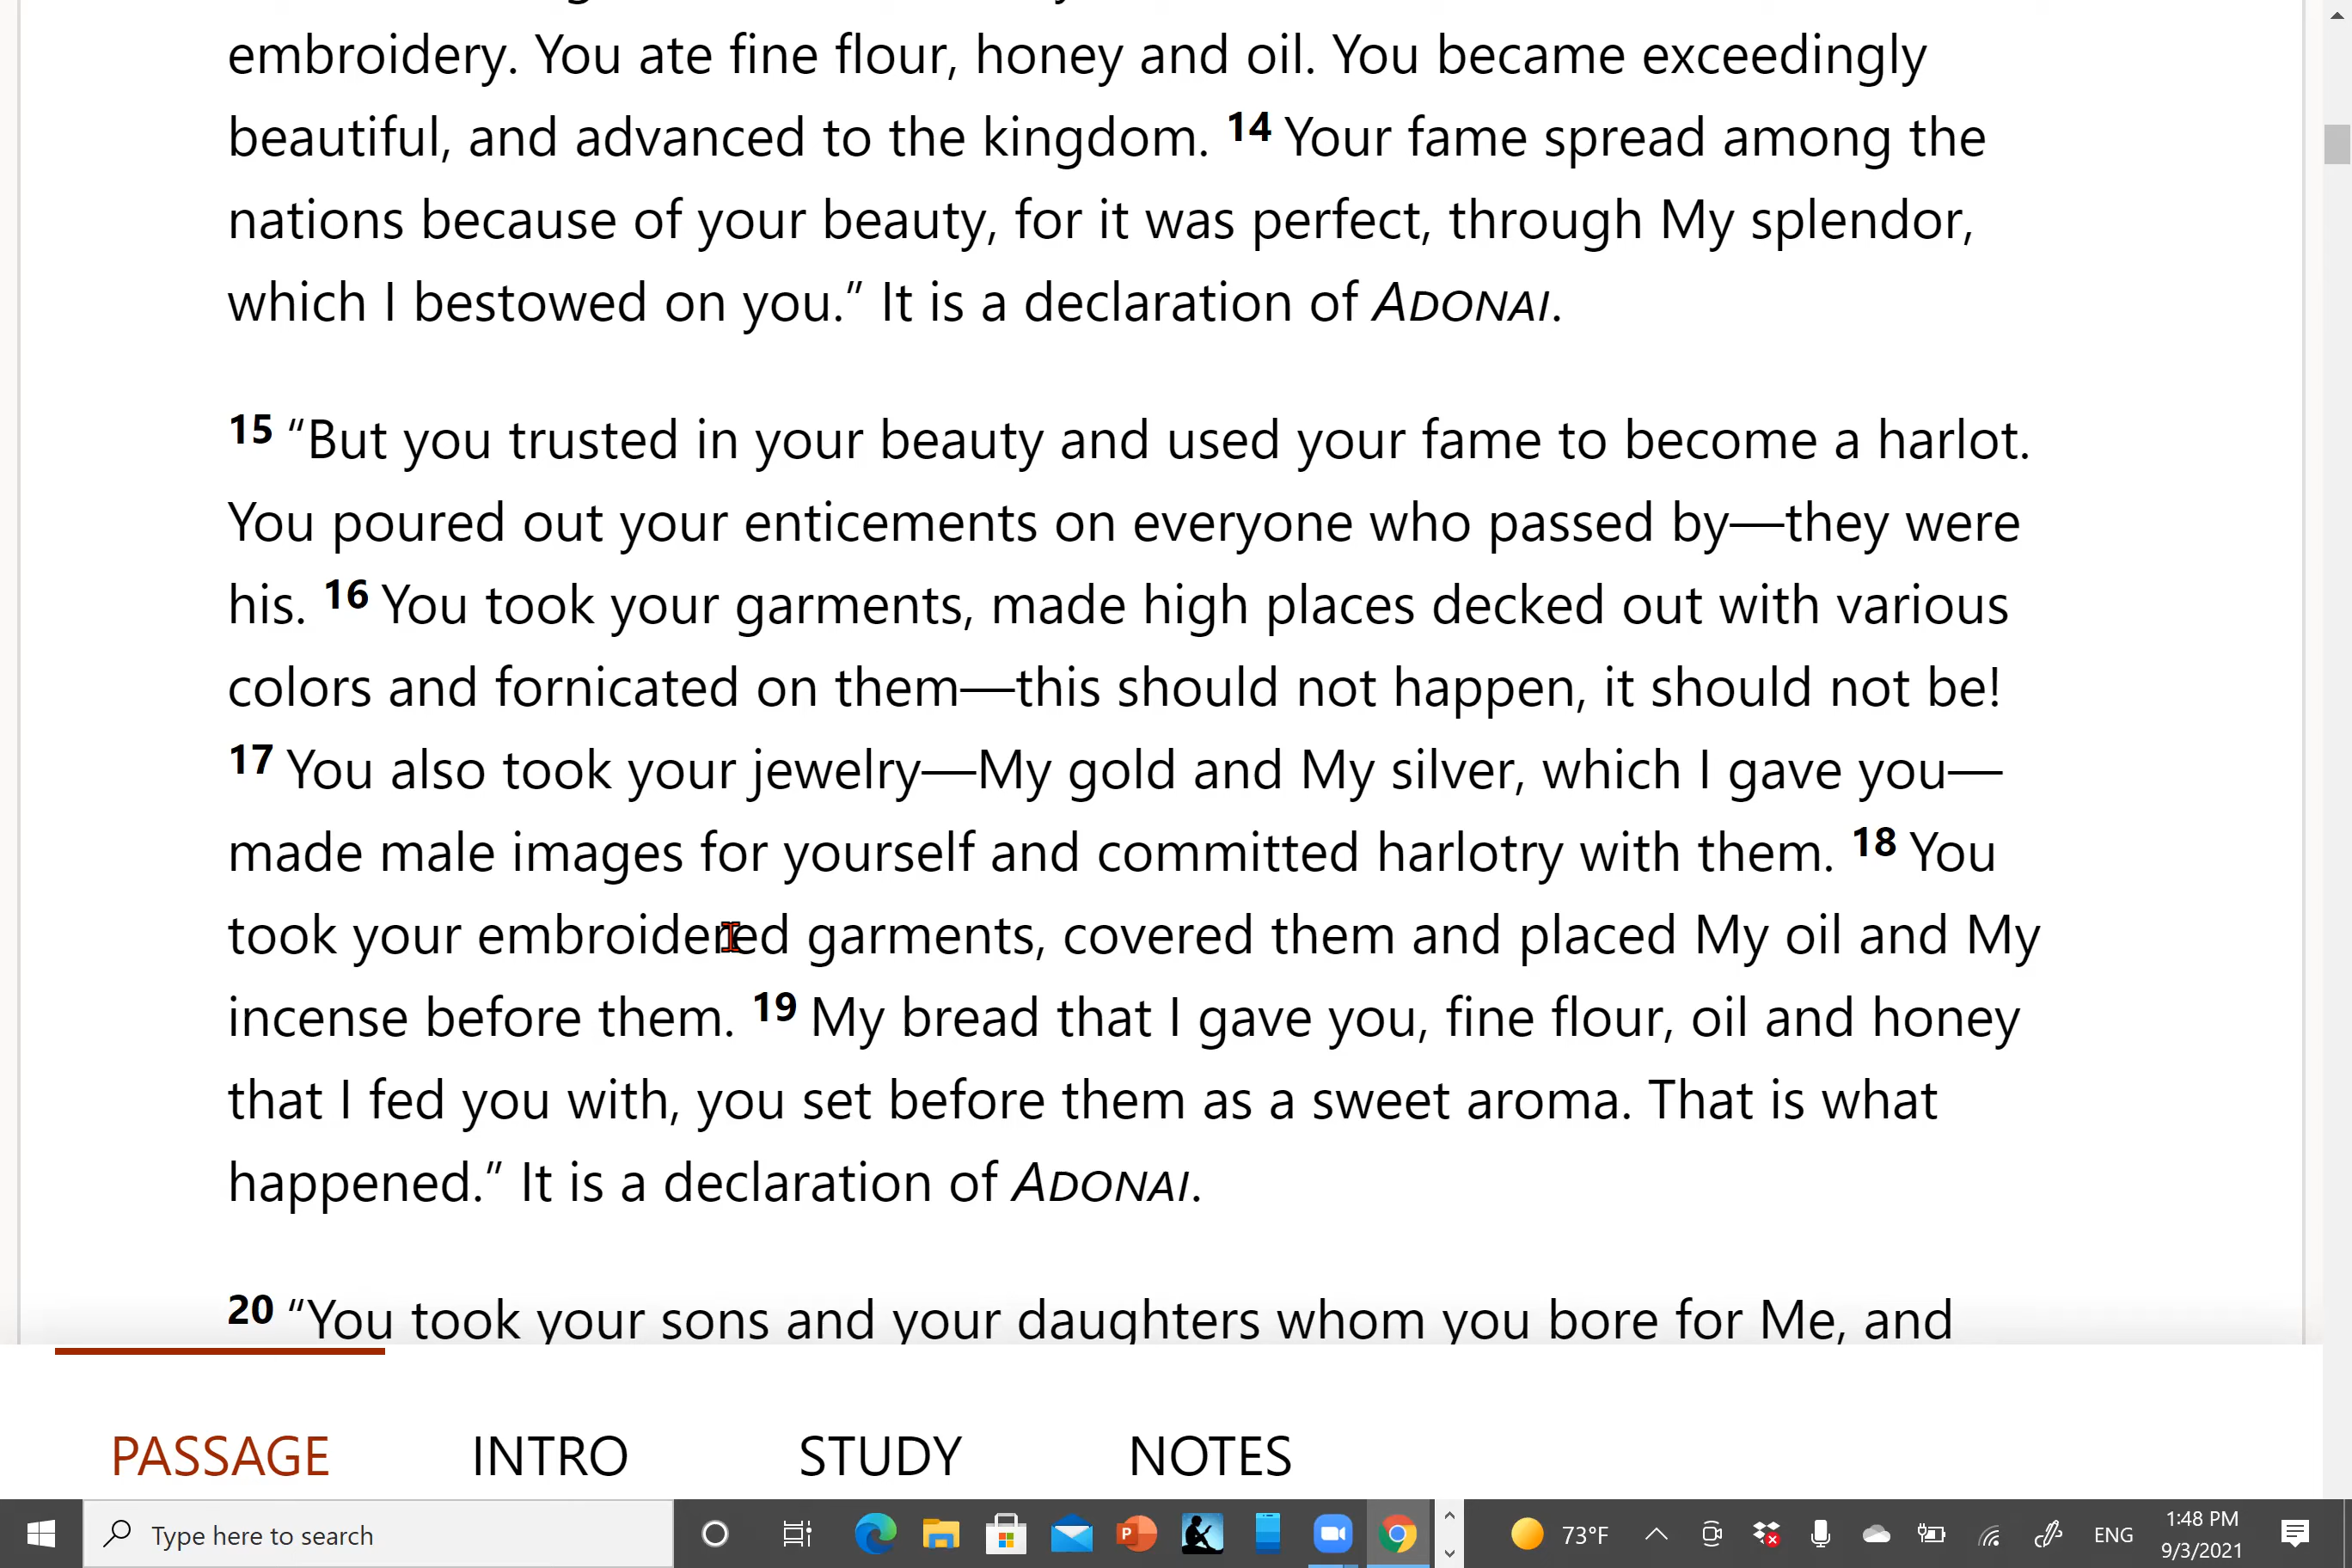 embroidery. You ate fine flour, honey and oil. You became exceedingly
beautiful, and advanced to the kingdom. 14 Your fame spread among the
nations because of your beauty, for it was perfect, through My splendor,
which I bestowed on you.” It is a declaration of ADONAI.
15 “But you trusted in your beauty and used your fame to become a harlot.
You poured out your enticements on everyone who passed by—they were
his. 16 You took your garments, made high places decked out with various
colors and fornicated on them—this should not happen, it should not be!
17 You also took your jewelry—My gold and My silver, which I gave you—
made male images for yourself and committed harlotry with them. 18 You
took your embroidered garments, covered them and placed My oil and My
incense before them. 19 My bread that I gave you, fine flour, oil and honey
that I fed you with, you set before them as a sweet aroma. That is what
happened.” It is a declaration of ADONAI.
20 “You took your sons and your daughters whom you bore for Me, and
PASSAGE INTRO STUDY NOTES
Type here to search P 73°F ENG 1:48 PM
9/3/2021